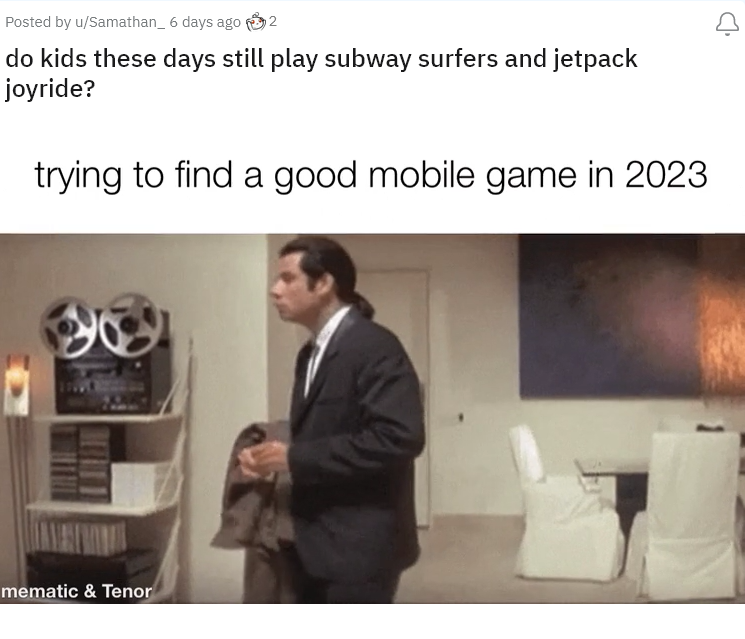 Posted by u/Samathan_ 6 days ago 2
do kids these days still play subway surfers and jetpack
joyride?
trying to find a good mobile game in 2023
mematic & Tenor